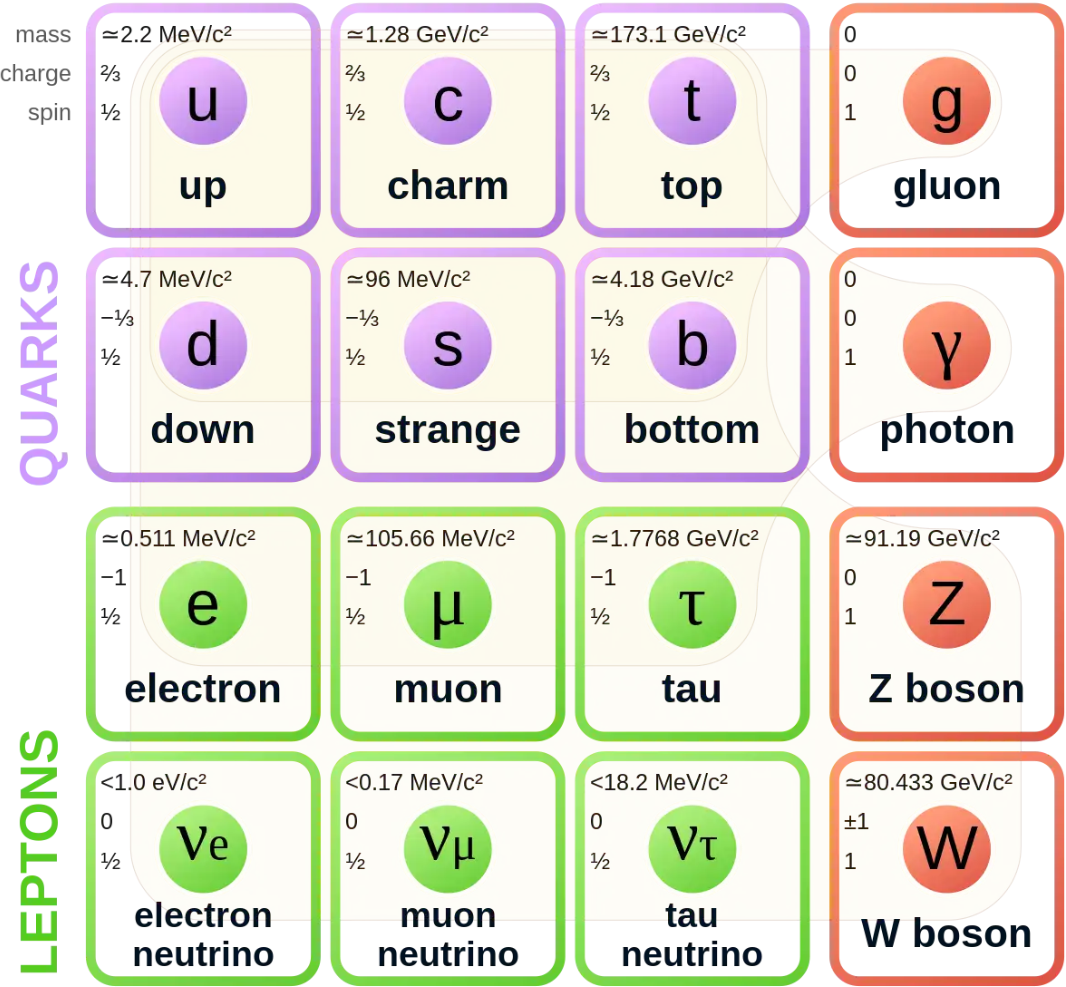 mass
charge
spin
≃2.2 MeV/c²
⅔
½
u
up
≃1.28 GeV/c²
⅔
½
c
charm
≃173.1 GeV/c²
⅔
½
t
top
0
0
1
g
gluon
QUARKS
≃4.7 MeV/c²
−⅓
½
d
down
≃96 MeV/c²
−⅓
½
s
strange
≃4.18 GeV/c²
−⅓
½
b
bottom
0
0
1
γ
photon
LEPTONS
≃0.511 MeV/c²
−1
½
e
electron
≃105.66 MeV/c²
−1
½
μ
muon
≃1.7768 GeV/c²
−1
½
τ
tau
≃91.19 GeV/c²
0
1
Z
Z boson
<1.0 eV/c²
0
½
νe
electron
neutrino
<0.17 MeV/c²
0
½
νμ
muon
neutrino
<18.2 MeV/c²
0
½
ντ
tau
neutrino
≃80.433 GeV/c²
±1
1
W
W boson